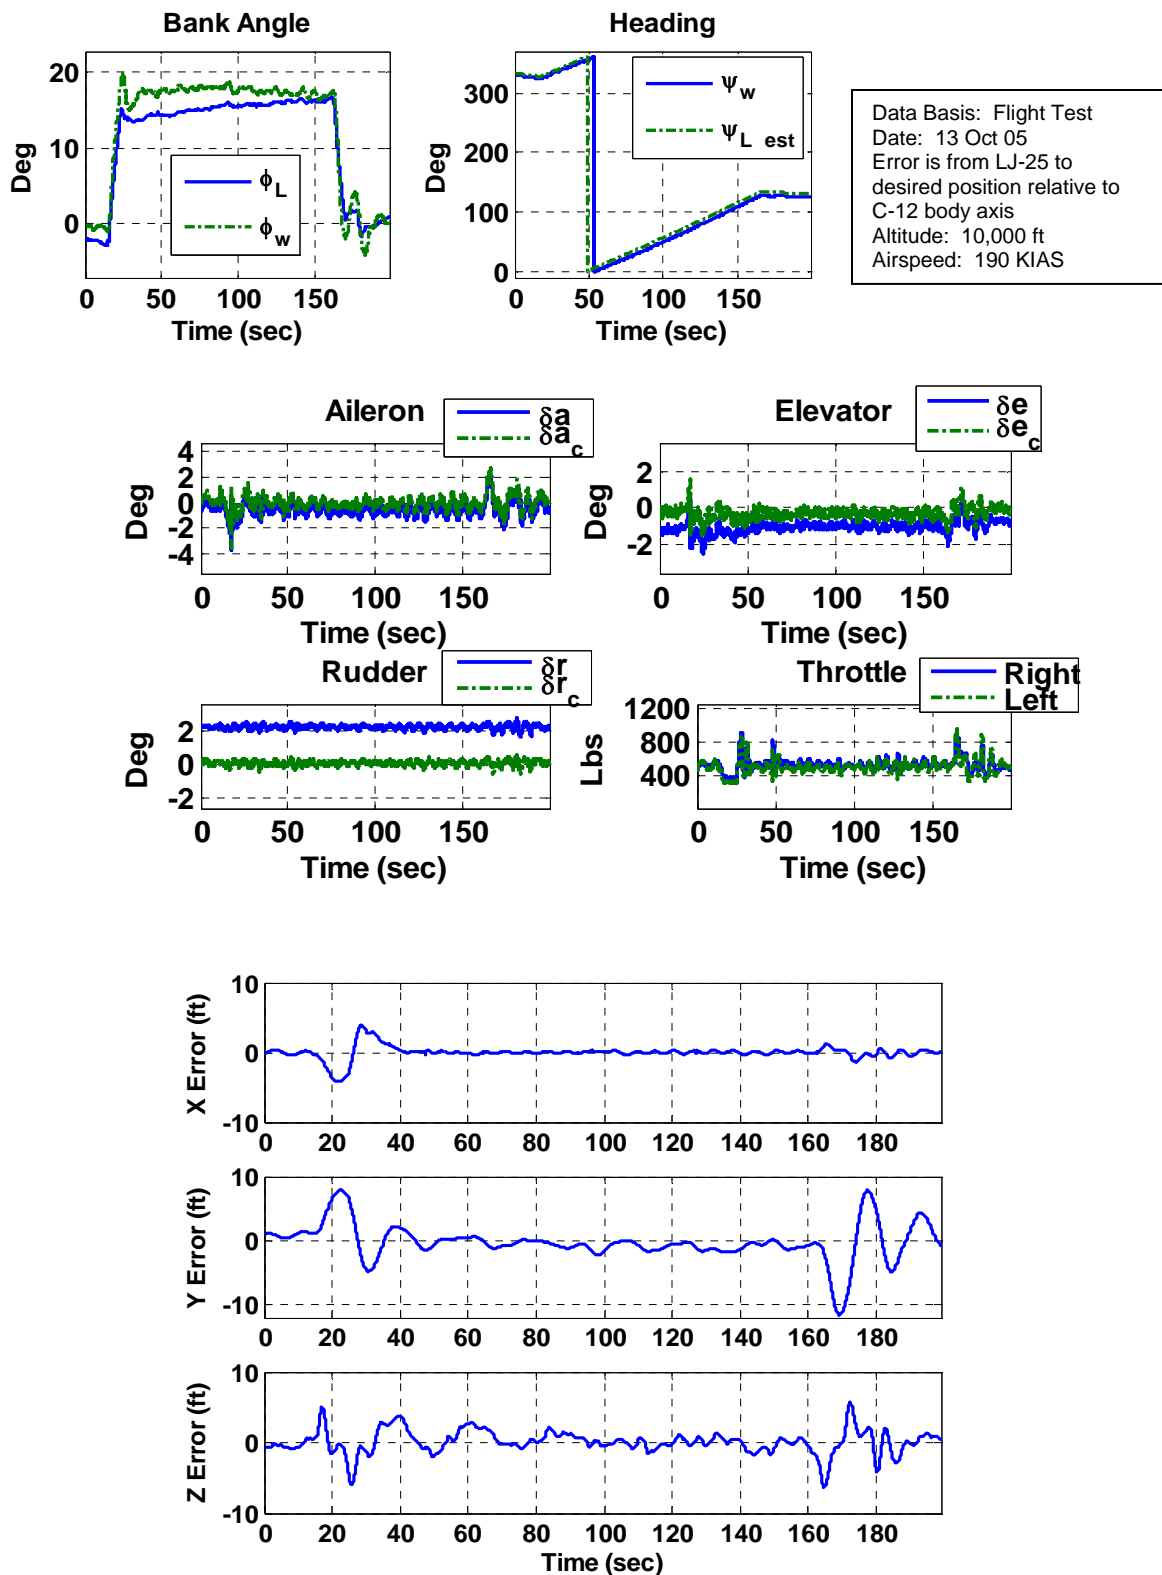 Bank Angle
Heading
20
10
0
Deg
ϕL
ϕw
0 50 100 150
Time (sec)
300
200
100
0
Deg
ψw
ψL est
0 50 100 150
Time (sec)
Data Basis: Flight Test
Date: 13 Oct 05
Error is from LJ-25 to
desired position relative to
C-12 body axis
Altitude: 10,000 ft
Airspeed: 190 KIAS
Aileron
δa
δac
4
2
0
-2
-4
Deg
0 50 100 150
Time (sec)
Elevator
δe
δec
2
0
-2
Deg
0 50 100 150
Time (sec)
Rudder
δr
δrc
2
0
-2
Deg
0 50 100 150
Time (sec)
Throttle
Right
Left
1200
800
400
Lbs
0 50 100 150
Time (sec)
10
0
-10
X Error (ft)
0 20 40 60 80 100 120 140 160 180
10
0
-10
Y Error (ft)
0 20 40 60 80 100 120 140 160 180
10
0
-10
Z Error (ft)
0 20 40 60 80 100 120 140 160 180
Time (sec)